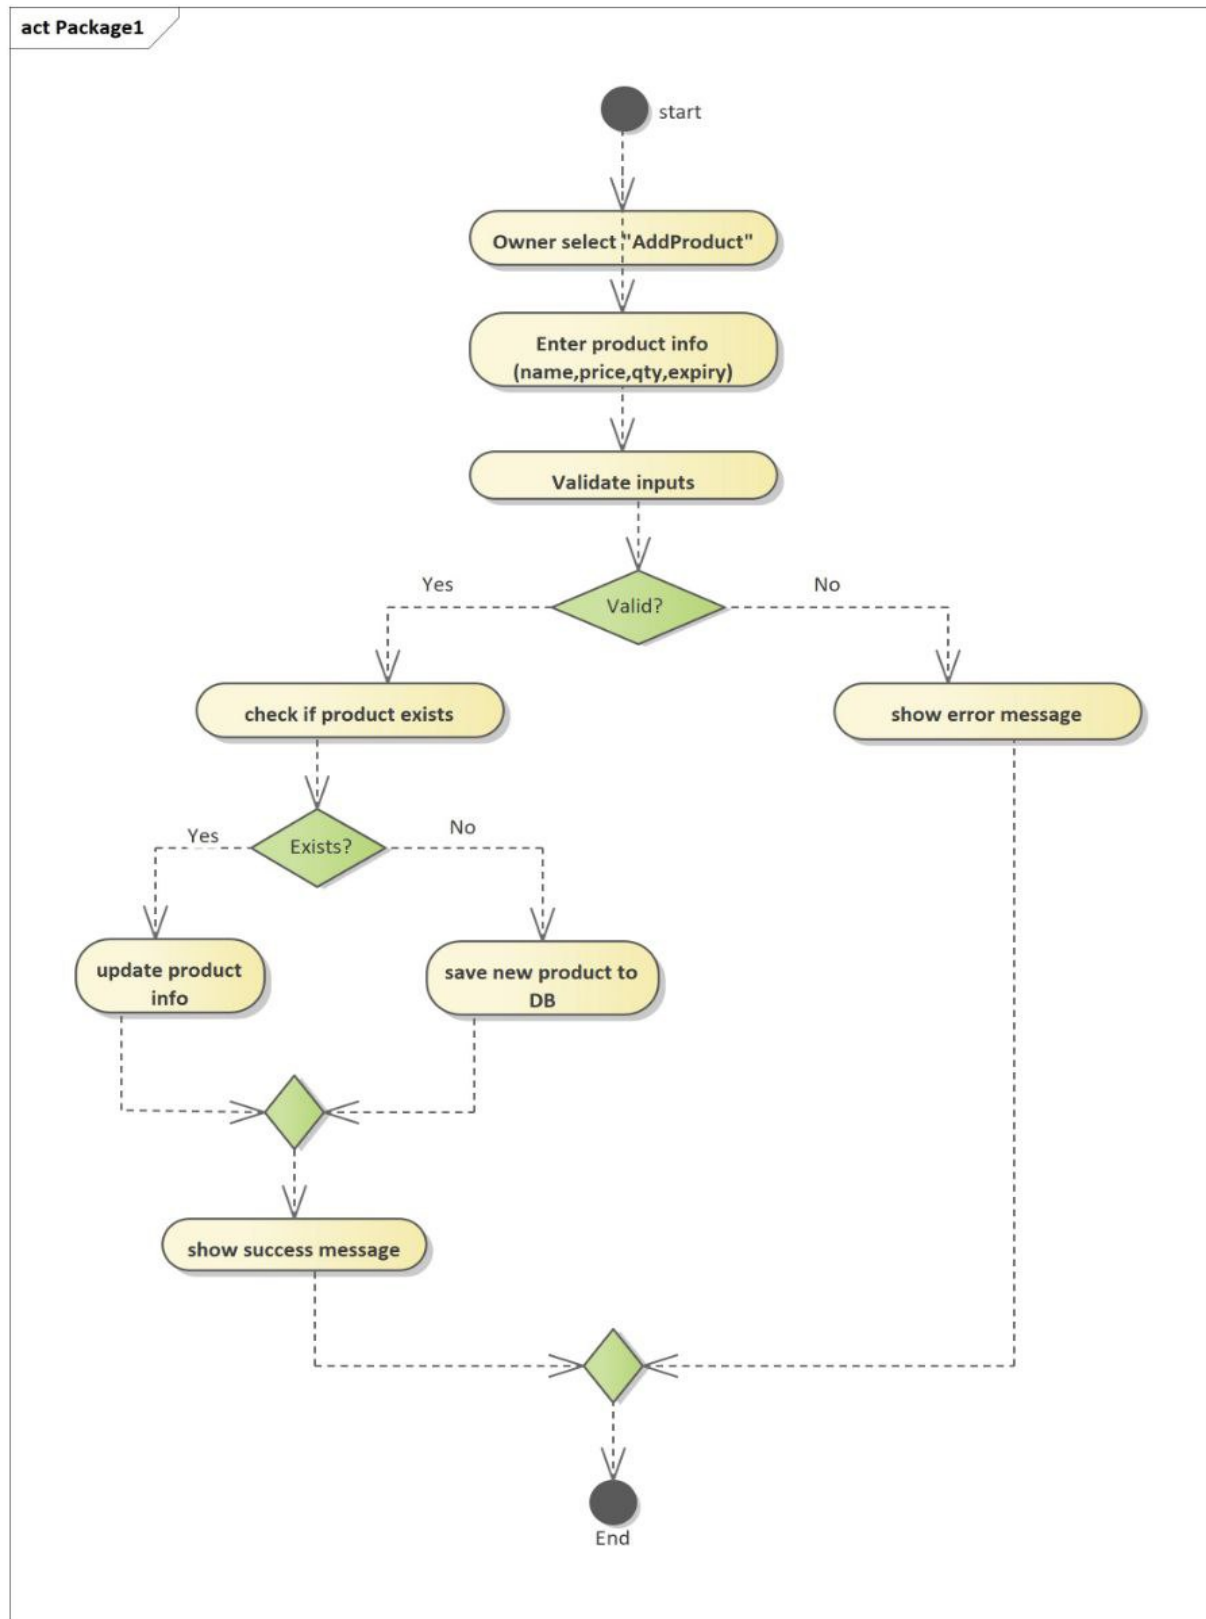 act Package1
start
Owner select "AddProduct"
Enter product info
(name,price,qty,expiry)
Validate inputs
Yes
Valid?
No
check if product exists
show error message
Yes
Exists?
No
update product
info
save new product to
DB
show success message
End